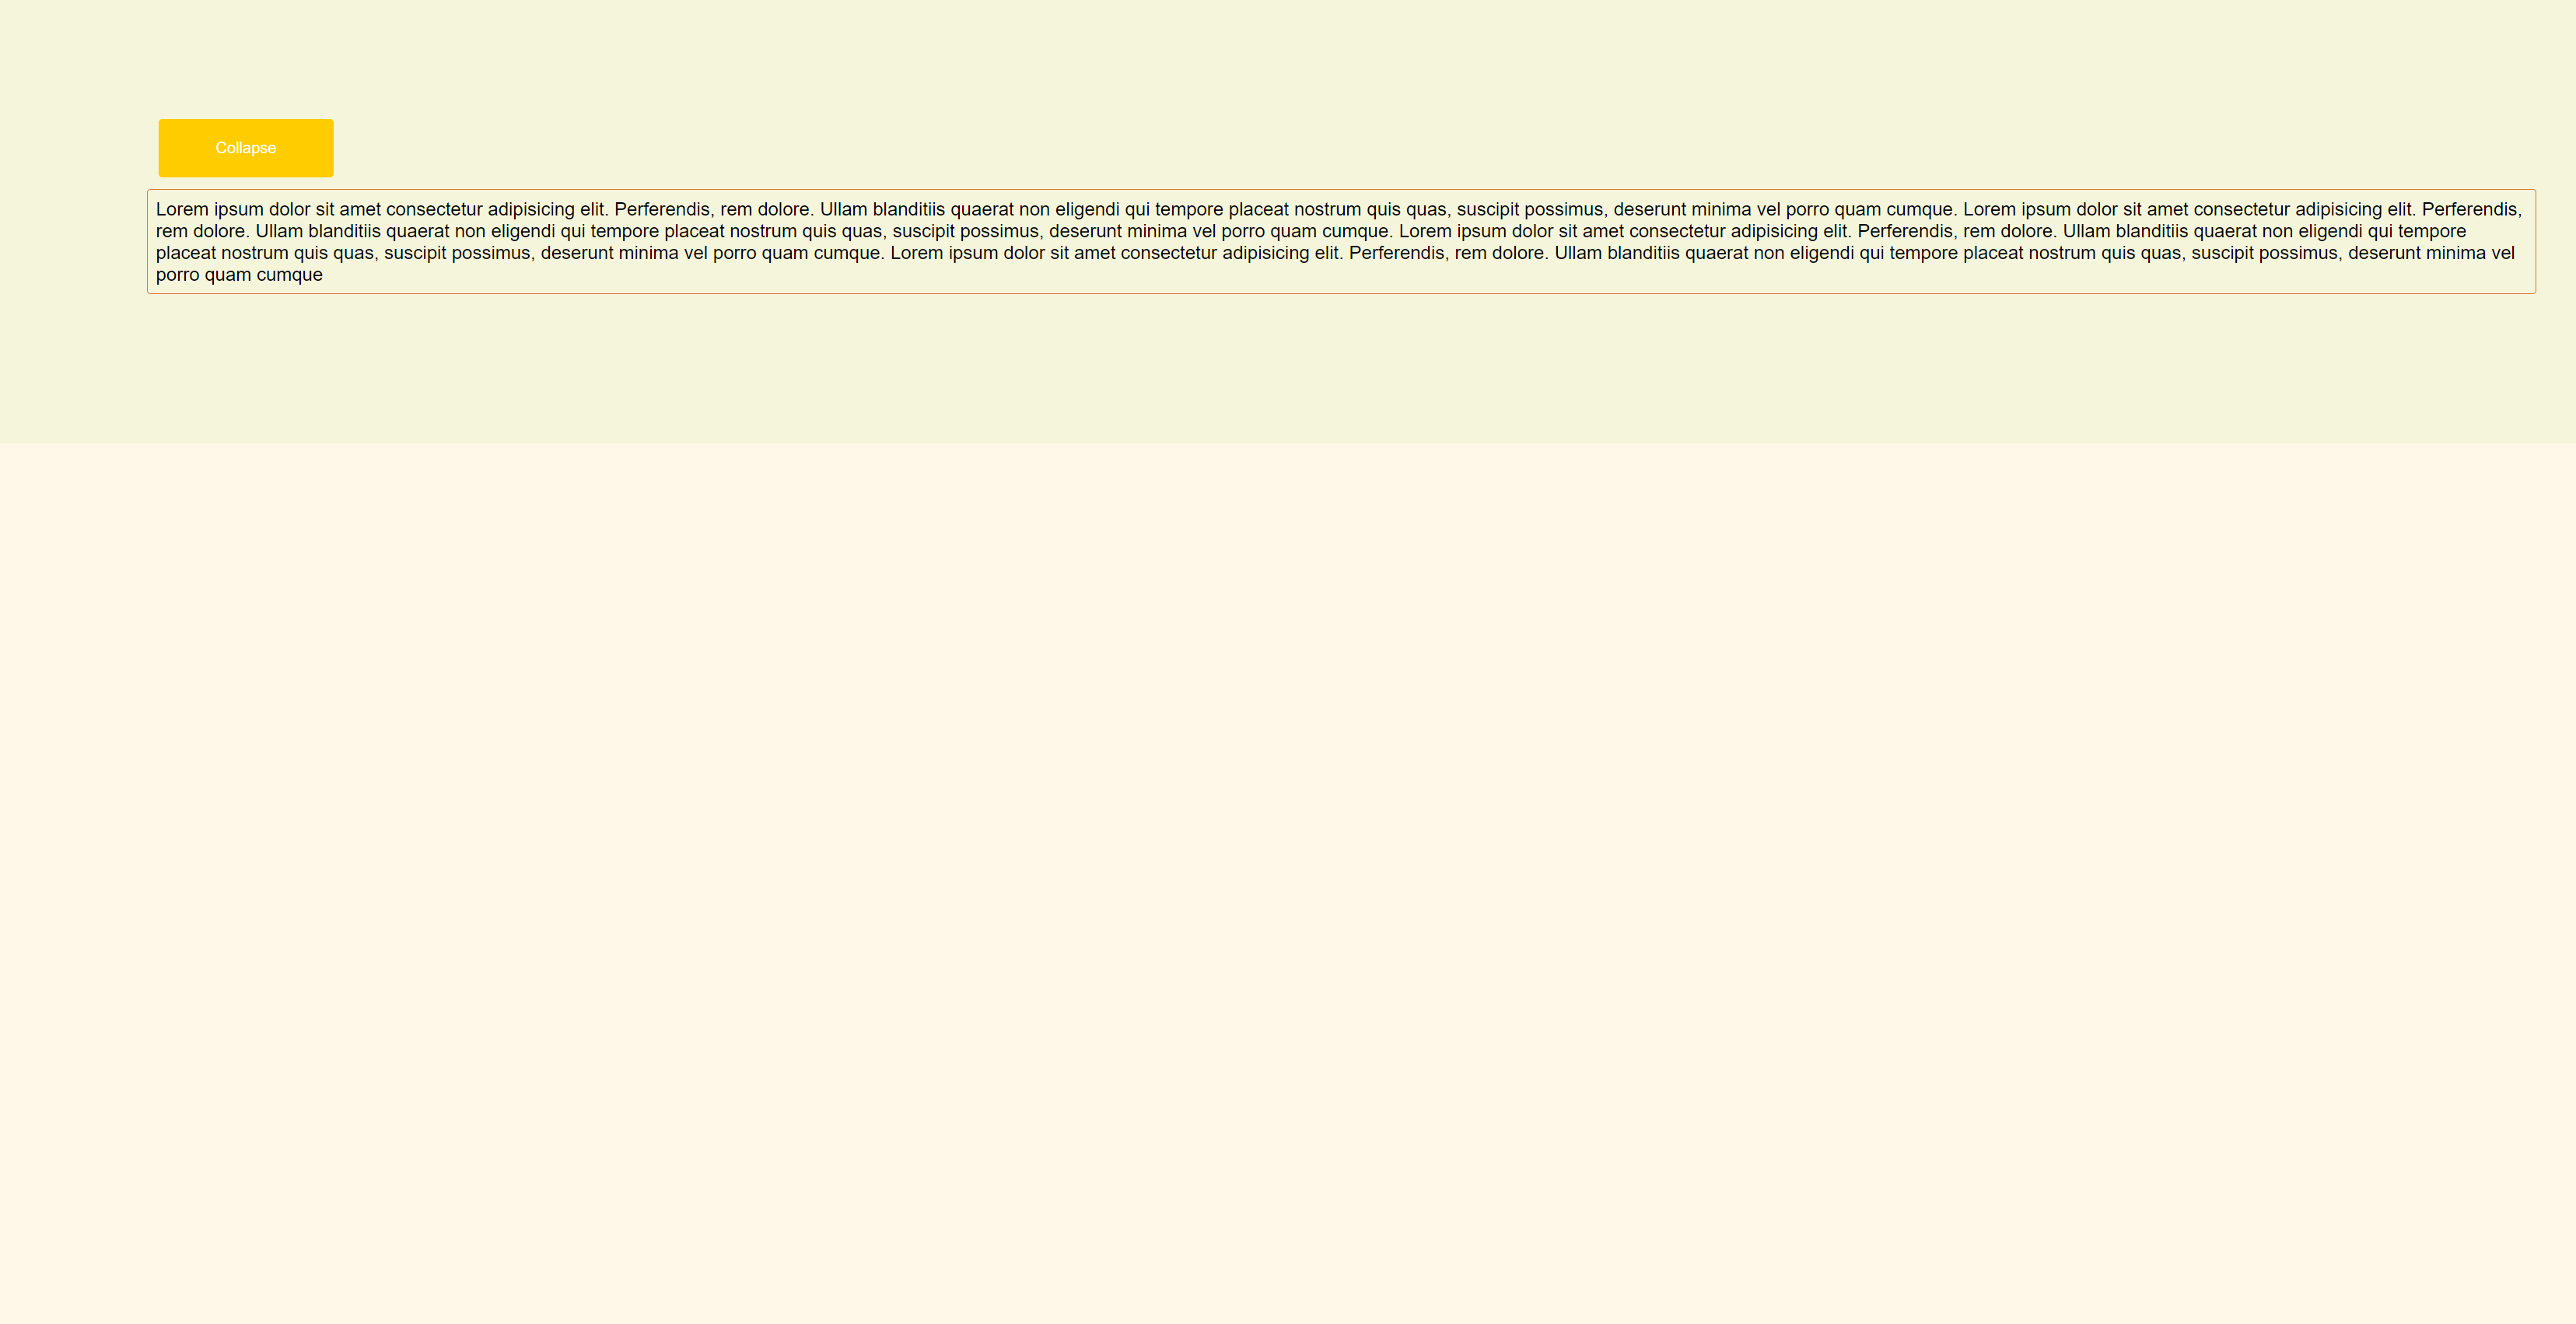 Collapse
Lorem ipsum dolor sit amet consectetur adipisicing elit. Perferendis, rem dolore. Ullam blanditiis quaerat non eligendi qui tempore placeat nostrum quis quas, suscipit possimus, deserunt minima vel porro quam cumque. Lorem ipsum dolor sit amet consectetur adipisicing elit. Perferendis,
rem dolore. Ullam blanditiis quaerat non eligendi qui tempore placeat nostrum quis quas, suscipit possimus, deserunt minima vel porro quam cumque. Lorem ipsum dolor sit amet consectetur adipisicing elit. Perferendis, rem dolore. Ullam blanditiis quaerat non eligendi qui tempore
placeat nostrum quis quas, suscipit possimus, deserunt minima vel porro quam cumque. Lorem ipsum dolor sit amet consectetur adipisicing elit. Perferendis, rem dolore. Ullam blanditiis quaerat non eligendi qui tempore placeat nostrum quis quas, suscipit possimus, deserunt minima vel
porro quam cumque